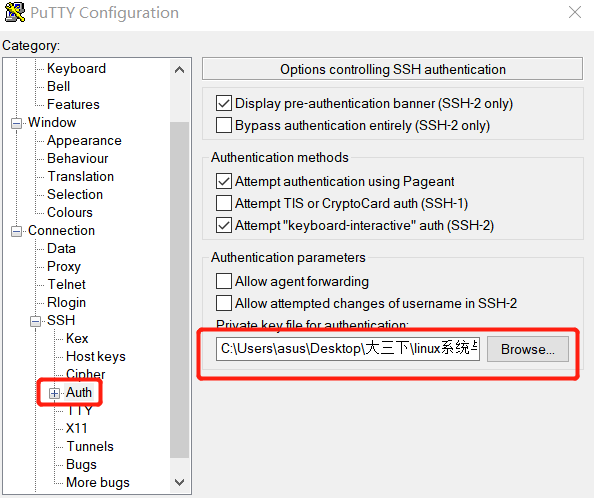 PuTTY Configuration
Category:
Keyboard
Bell
Features
Window
Appearance
Behaviour
Translation
Selection
Colours
Connection
Data
Proxy
Telnet
Rlogin
SSH
Kex
Host keys
Cipher
Auth
TTY
X11
Tunnels
Bugs
More bugs
Options controlling SSH authentication
Display pre-authentication banner (SSH-2 only)
Bypass authentication entirely (SSH-2 only)
Authentication methods
Attempt authentication using Pageant
Attempt TIS or CryptoCard auth (SSH-1)
Attempt "keyboard-interactive" auth (SSH-2)
Authentication parameters
Allow agent forwarding
Allow attempted changes of username in SSH-2
Private key file for authentication:
C:\Users\asus\Desktop\大三下\linux系统与 Browse...